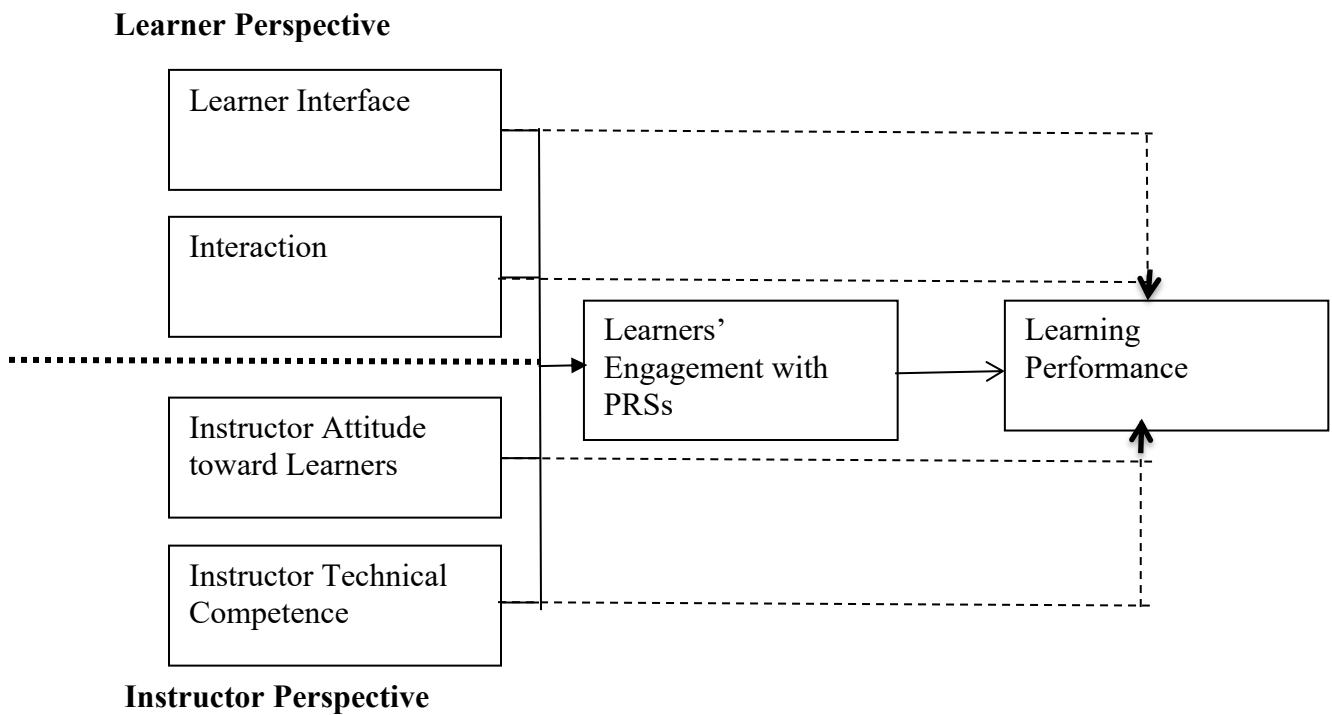 Learner Perspective
Learner Interface
Interaction
Learners’
Engagement with
PRSs
Learning
Performance
Instructor Attitude
toward Learners
Instructor Technical
Competence
Instructor Perspective